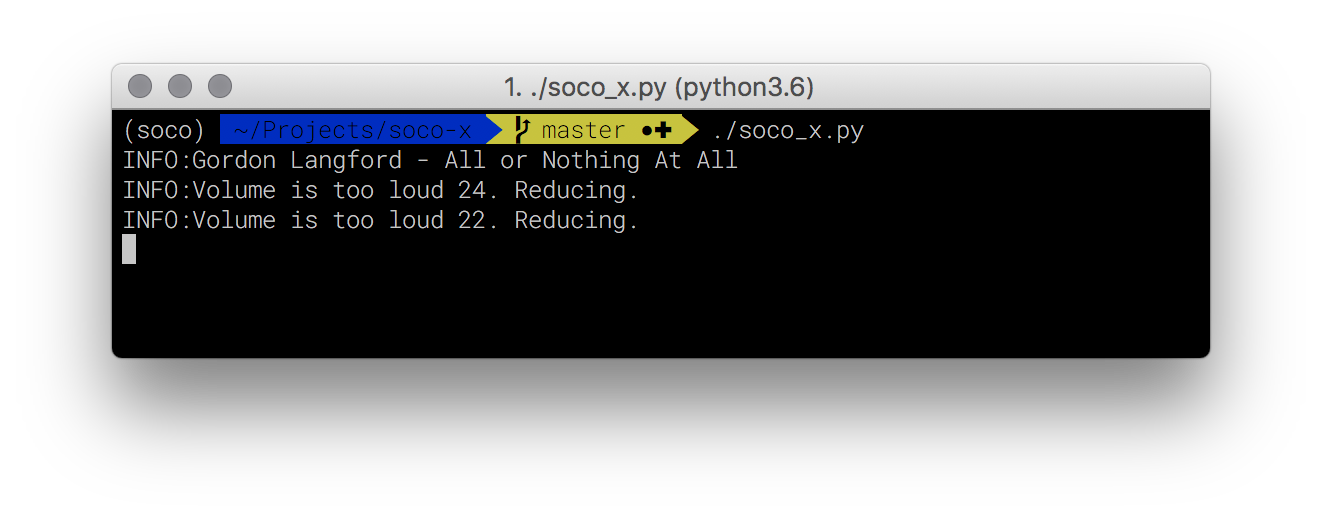 1. ./soco_x.py (python3.6)
(soco) ~/Projects/soco-x master ●✚ ./soco_x.py
INFO:Gordon Langford - All or Nothing At All
INFO:Volume is too loud 24. Reducing.
INFO:Volume is too loud 22. Reducing.